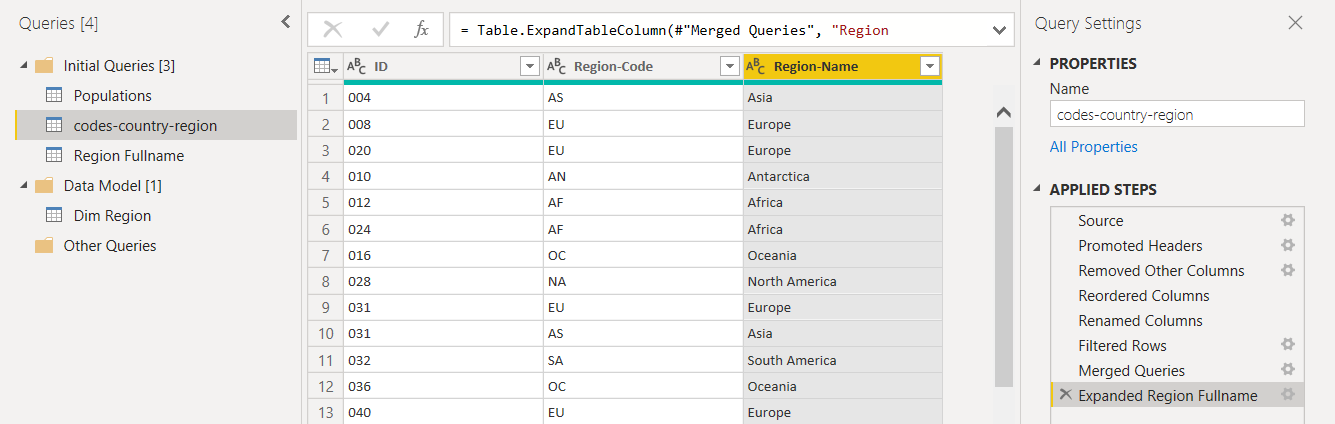 Queries [4]
Initial Queries [3]
Populations
codes-country-region
Region Fullname
Data Model [1]
Dim Region
Other Queries
fx = Table.ExpandTableColumn(#"Merged Queries", "Region
ABC ID ABC Region-Code ABC Region-Name
1 004 AS Asia
2 008 EU Europe
3 020 EU Europe
4 010 AN Antarctica
5 012 AF Africa
6 024 AF Africa
7 016 OC Oceania
8 028 NA North America
9 031 EU Europe
10 031 AS Asia
11 032 SA South America
12 036 OC Oceania
13 040 EU Europe
Query Settings
PROPERTIES
Name
codes-country-region
All Properties
APPLIED STEPS
Source
Promoted Headers
Removed Other Columns
Reordered Columns
Renamed Columns
Filtered Rows
Merged Queries
Expanded Region Fullname